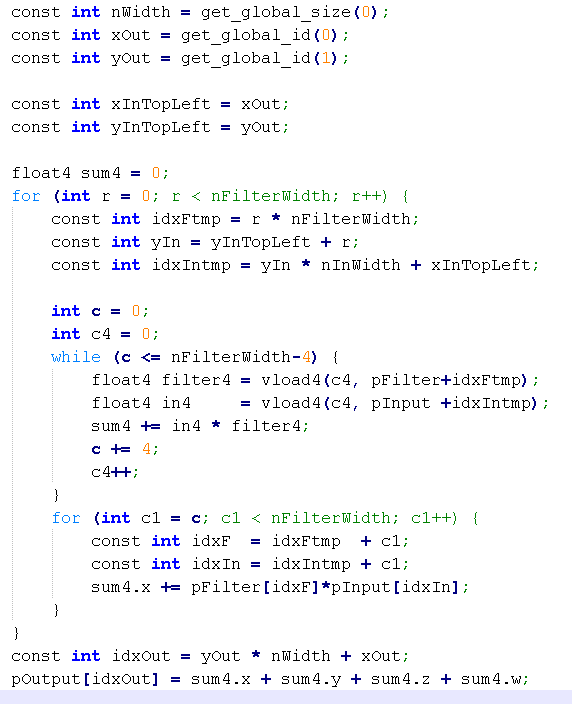 const int nWidth = get_global_size(0);
const int xOut = get_global_id(0);
const int yOut = get_global_id(1);

const int xInTopLeft = xOut;
const int yInTopLeft = yOut;

float4 sum4 = 0;
for (int r = 0; r < nFilterWidth; r++) {
    const int idxFtmp = r * nFilterWidth;
    const int yIn = yInTopLeft + r;
    const int idxIntmp = yIn * nInWidth + xInTopLeft;

    int c = 0;
    int c4 = 0;
    while (c <= nFilterWidth-4) {
        float4 filter4 = vload4(c4, pFilter+idxFtmp);
        float4 in4     = vload4(c4, pInput +idxIntmp);
        sum4 += in4 * filter4;
        c += 4;
        c4++;
    }
    for (int c1 = c; c1 < nFilterWidth; c1++) {
        const int idxF  = idxFtmp  + c1;
        const int idxIn = idxIntmp + c1;
        sum4.x += pFilter[idxF]*pInput[idxIn];
    }
}
const int idxOut = yOut * nWidth + xOut;
pOutput[idxOut] = sum4.x + sum4.y + sum4.z + sum4.w;